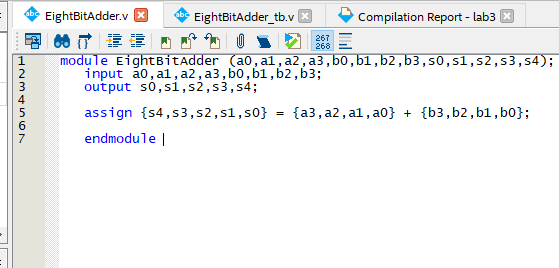 EightBitAdder.v EightBitAdder_tb.v Compilation Report - lab3
267
268
1 module EightBitAdder (a0,a1,a2,a3,b0,b1,b2,b3,s0,s1,s2,s3,s4);
2 input a0,a1,a2,a3,b0,b1,b2,b3;
3 output s0,s1,s2,s3,s4;
4
5 assign {s4,s3,s2,s1,s0} = {a3,a2,a1,a0} + {b3,b2,b1,b0};
6
7 endmodule